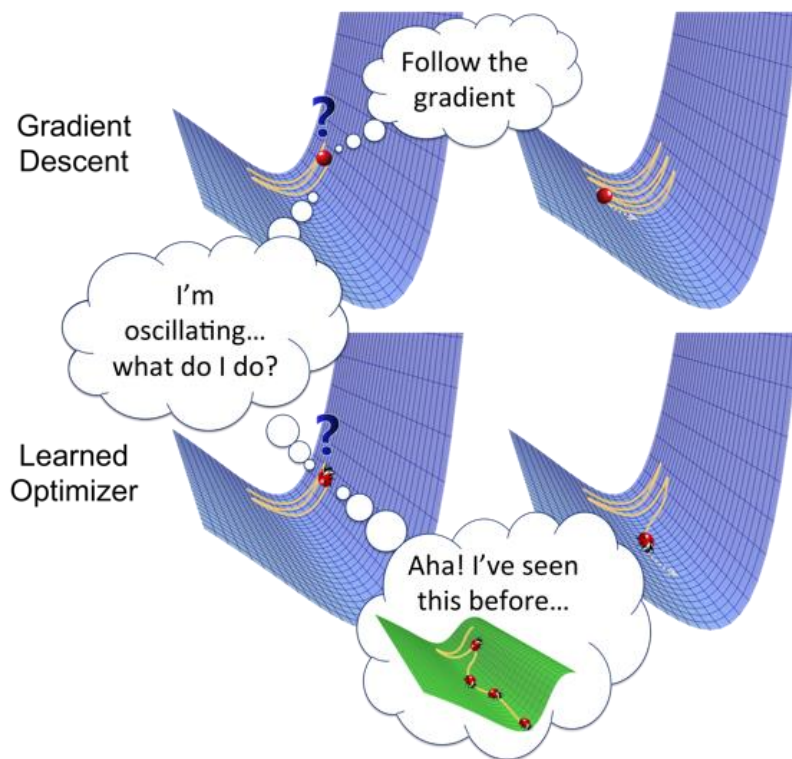 Gradient
Descent
?
Follow the
gradient
I'm
oscillating...
what do I do?
Learned
Optimizer
?
Aha! I've seen
this before...